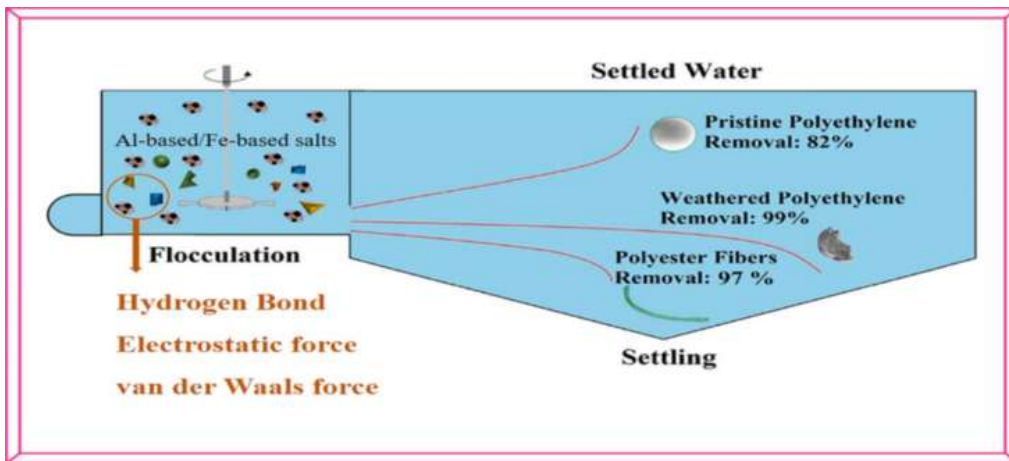 Settled Water
Al-based/Fe-based salts
Pristine Polyethylene
Removal: 82%
Weathered Polyethylene
Removal: 99%
Polyester Fibers
Removal: 97 %
Flocculation
Settling
Hydrogen Bond
Electrostatic force
van der Waals force